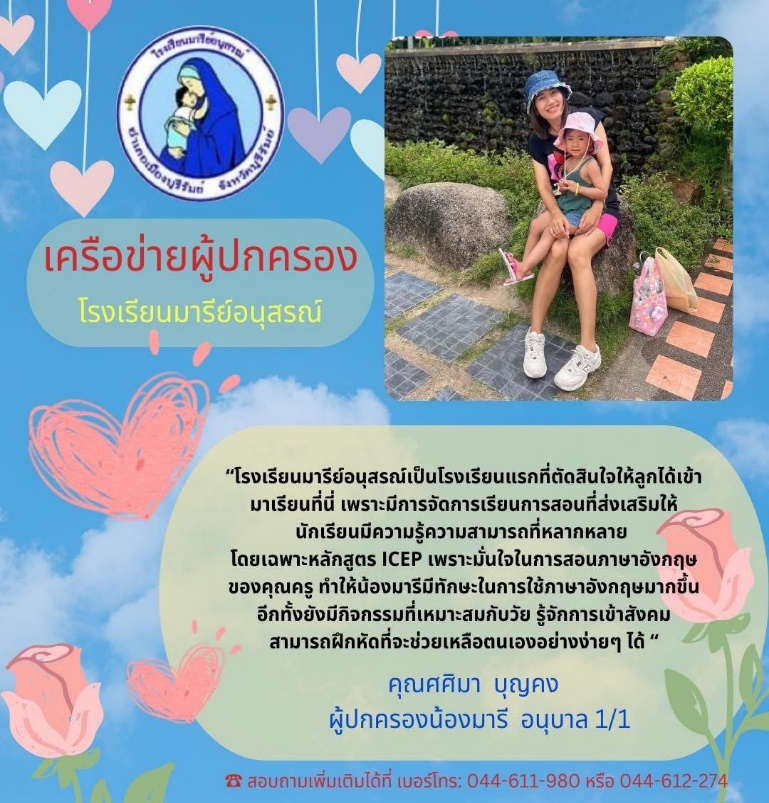 โรงเรียนมารีย์อนุสรณ์
อำเภอเมืองบุรีรัมย์ จังหวัดบุรีรัมย์
เครือข่ายผู้ปกครอง
โรงเรียนมารีย์อนุสรณ์
“โรงเรียนมารีย์อนุสรณ์เป็นโรงเรียนแรกที่ตัดสินใจให้ลูกได้เข้า
มาเรียนที่นี่ เพราะมีการจัดการเรียนการสอนที่ส่งเสริมให้
นักเรียนมีความรู้ความสามารถที่หลากหลาย
โดยเฉพาะหลักสูตร ICEP เพราะมั่นใจในการสอนภาษาอังกฤษ
ของคุณครู ทำให้น้องมารีมีทักษะในการใช้ภาษาอังกฤษมากขึ้น
อีกทั้งยังมีกิจกรรมที่เหมาะสมกับวัย รู้จักการเข้าสังคม
สามารถฝึกหัดที่จะช่วยเหลือตนเองอย่างง่ายๆ ได้ “
คุณศศิมา บุญคง
ผู้ปกครองน้องมารี อนุบาล 1/1
☎ สอบถามเพิ่มเติมได้ที่ เบอร์โทร: 044-611-980 หรือ 044-612-274